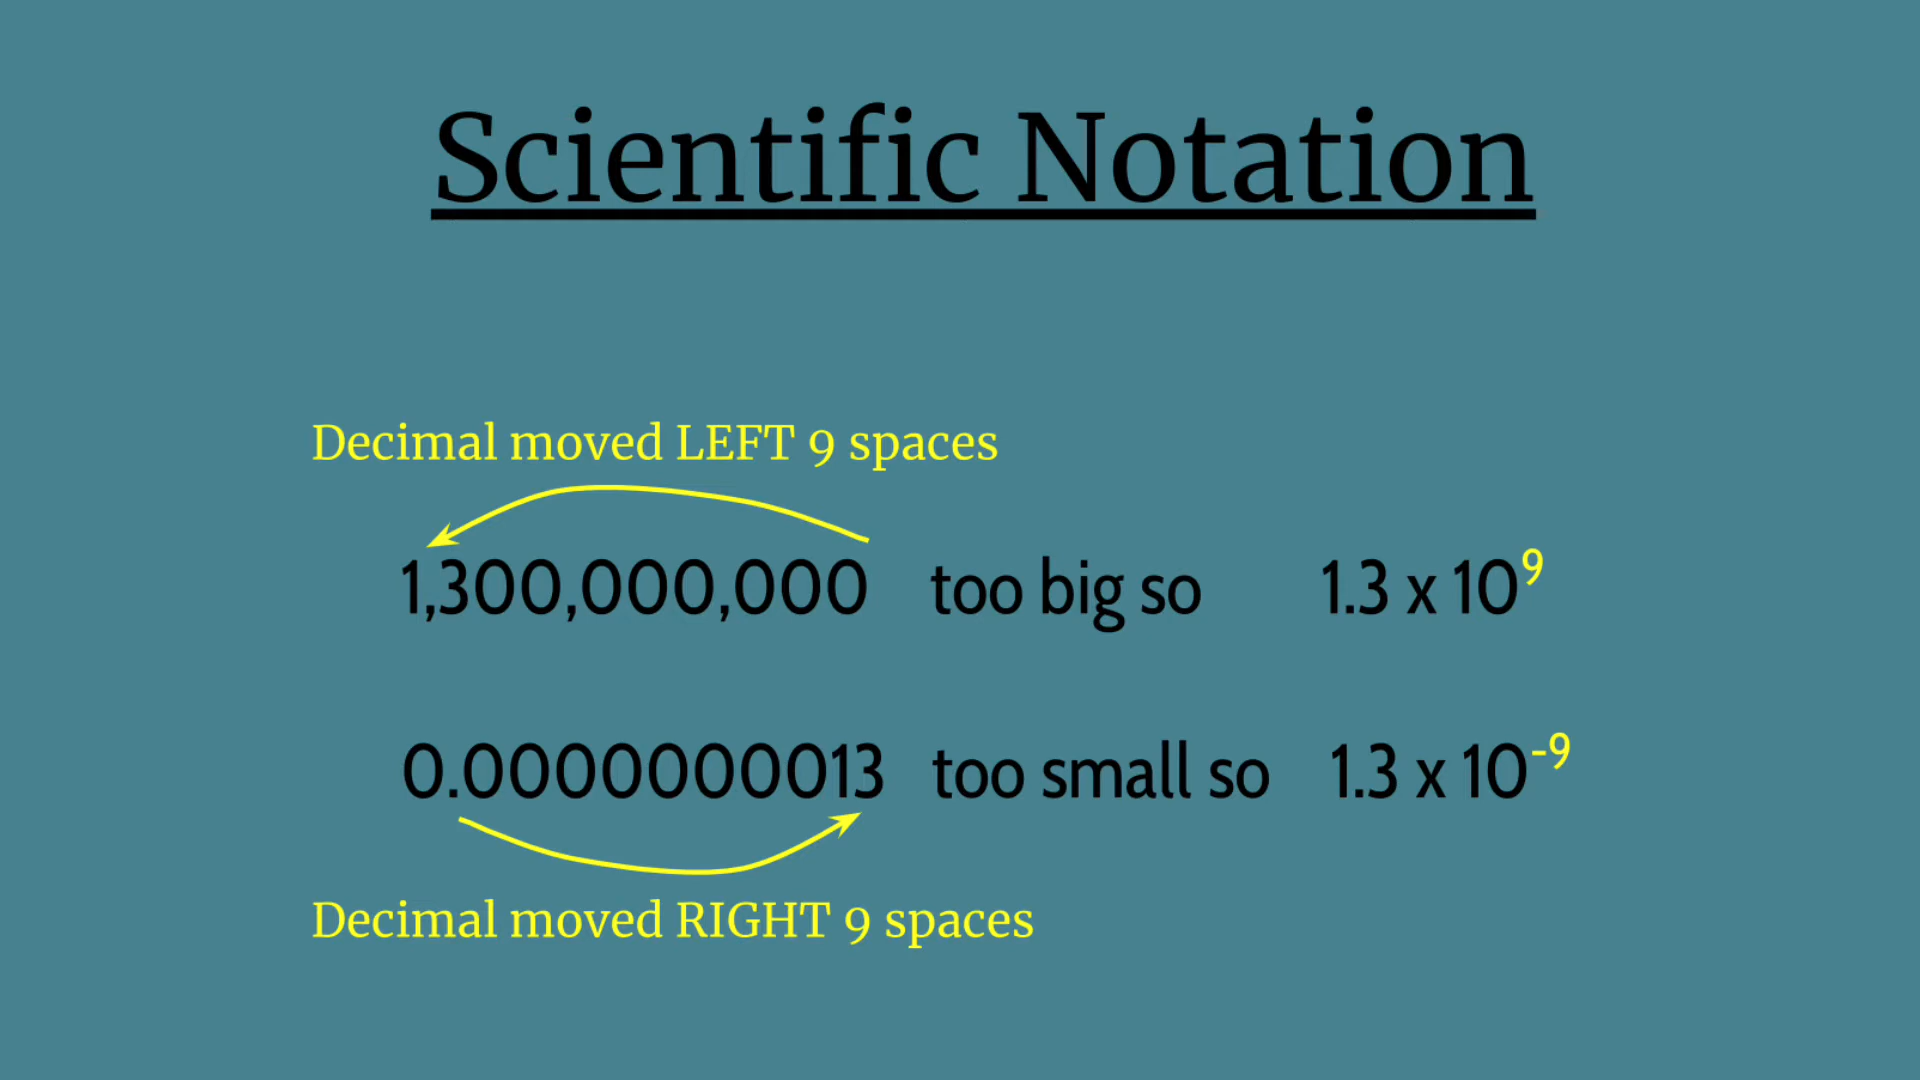 Scientific Notation
Decimal moved LEFT 9 spaces
1,300,000,000 too big so 1.3 x 10⁹
0.0000000013 too small so 1.3 x 10⁻⁹
Decimal moved RIGHT 9 spaces